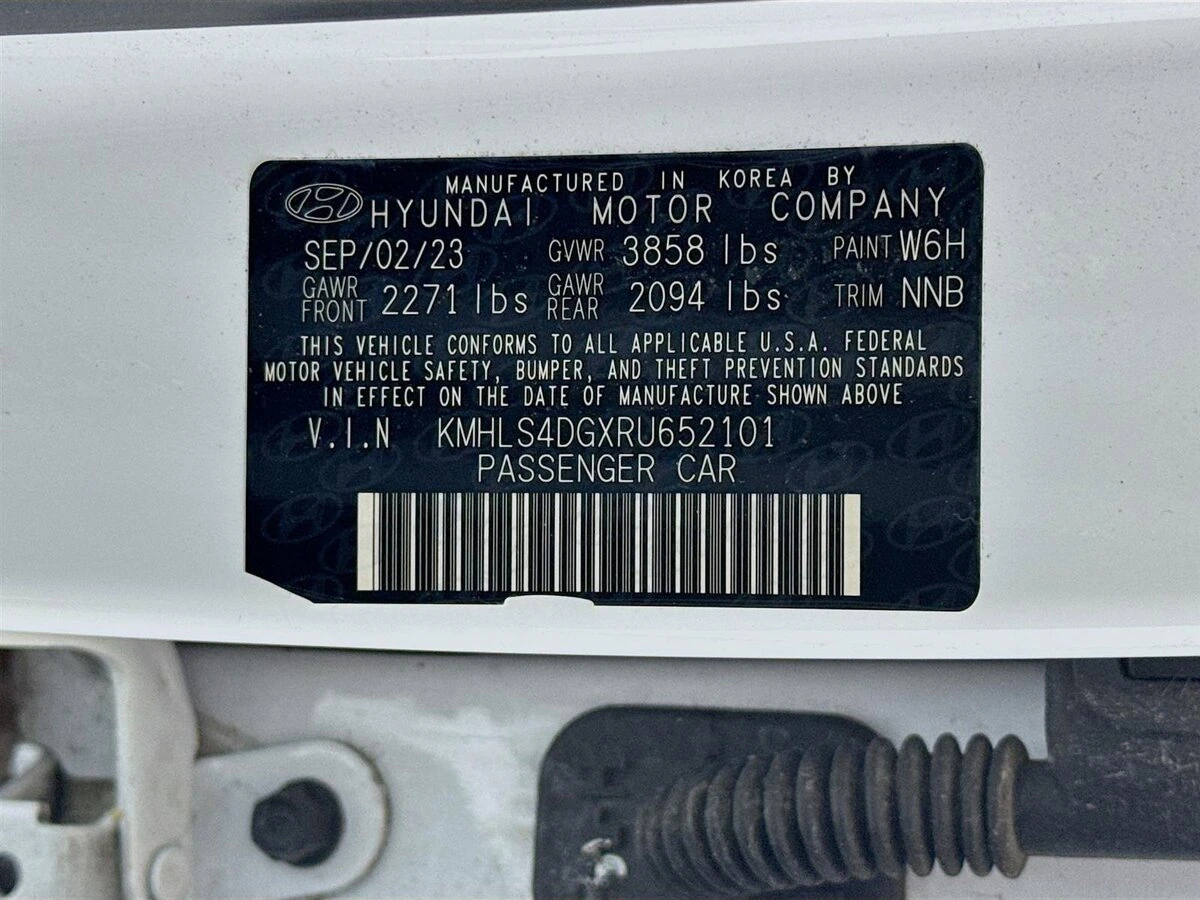 MANUFACTURED IN KOREA BY
HYUNDAI MOTOR COMPANY
SEP/02/23 GVWR 3858 lbs PAINT W6H
GAWR FRONT 2271 lbs GAWR REAR 2094 lbs TRIM NNB
THIS VEHICLE CONFORMS TO ALL APPLICABLE U.S.A. FEDERAL
MOTOR VEHICLE SAFETY, BUMPER, AND THEFT PREVENTION STANDARDS
IN EFFECT ON THE DATE OF MANUFACTURE SHOWN ABOVE
V.I.N KMHLS4DGXRU652101
PASSENGER CAR